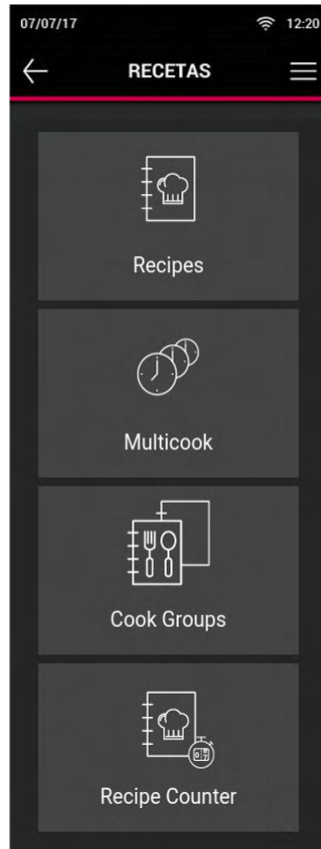 07/07/17 12:20
RECETAS
Recipes
Multicook
Cook Groups
Recipe Counter